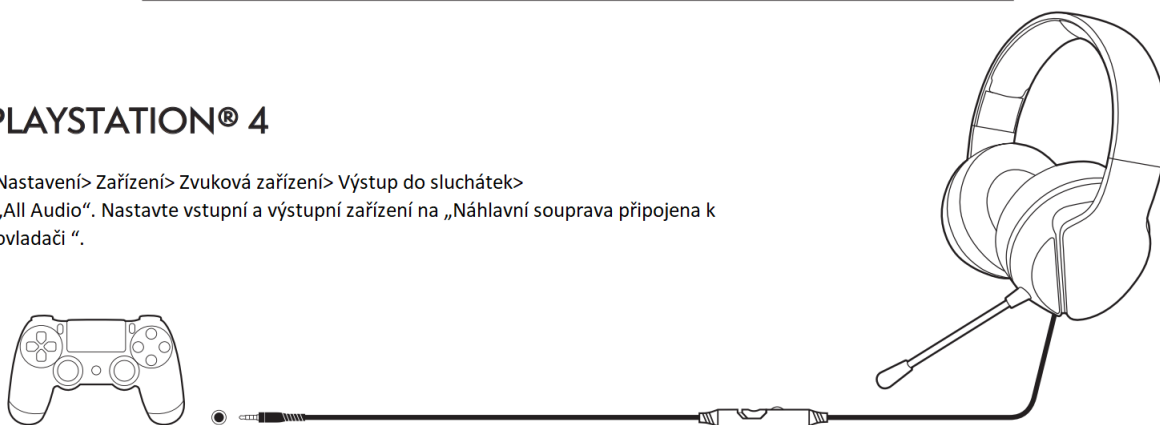 PLAYSTATION® 4
Nastavení> Zařízení> Zvuková zařízení> Výstup do sluchátek>
„All Audio“. Nastavte vstupní a výstupní zařízení na „Náhlavní souprava připojena k
ovladači “.